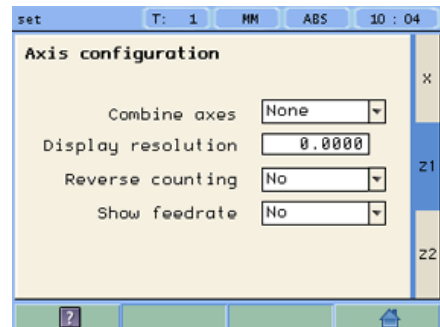 set T: 1 MM ABS 10 : 04
Axis configuration
X
Combine axes None
Display resolution 0.0000
Z1
Reverse counting No
Show feedrate No
Z2
?